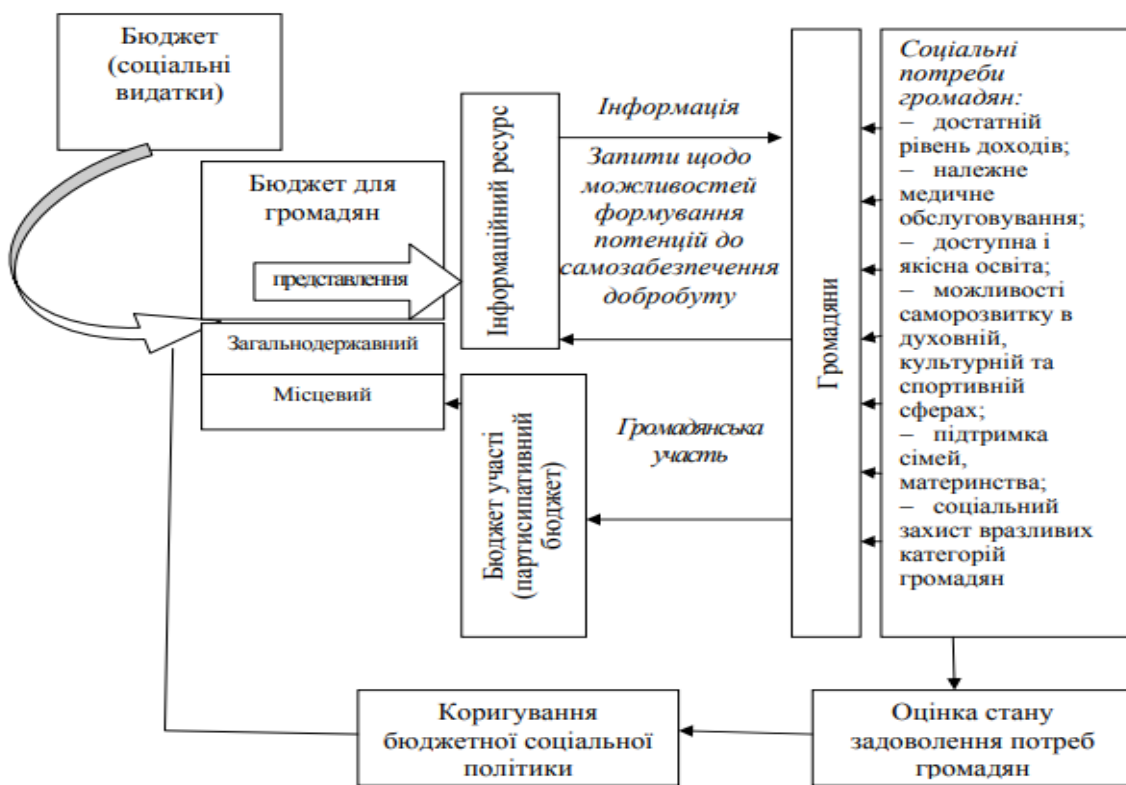 Бюджет
(соціальні
видатки)
Бюджет для
громадян
представлення
Загальнодержавний
Місцевий
Інформаційний ресурс
Бюджет участі
(партисипативний
бюджет)
Інформація
Запити щодо
можливостей
формування
потенцій до
самозабезпечення
добробуту
Громадянська
участь
Громадяни
Соціальні
потреби
громадян:
– достатній
рівень доходів;
– належне
медичне
обслуговування;
– доступна і
якісна освіта;
– можливості
саморозвитку в
духовній,
культурній та
спортивній
сферах;
– підтримка
сімей,
материнства;
– соціальний
захист вразливих
категорій
громадян
Коригування
бюджетної соціальної
політики
Оцінка стану
задоволення потреб
громадян